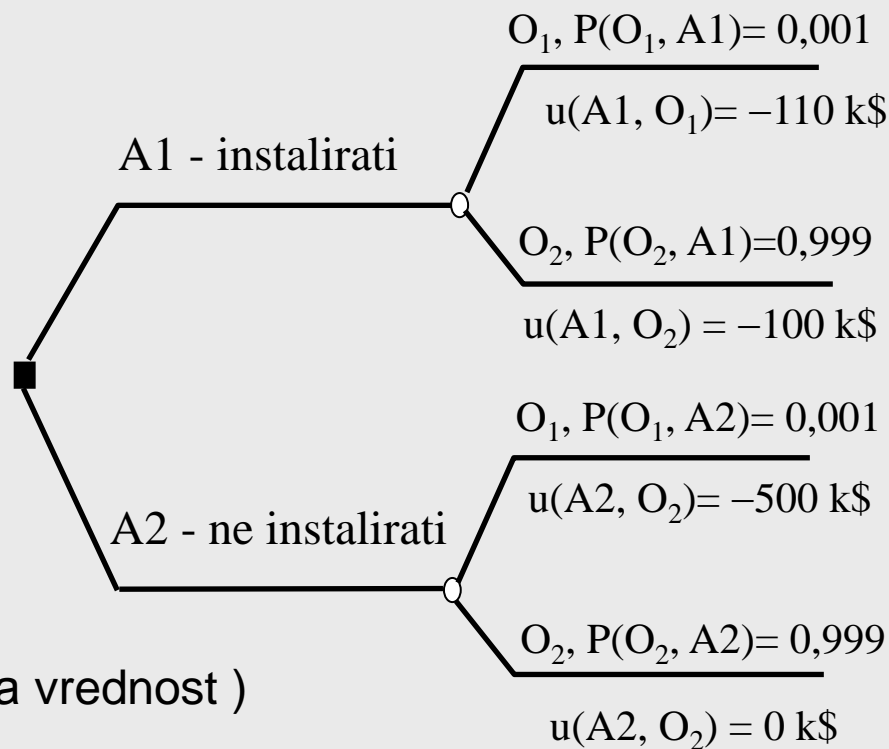 O₁, P(O₁, A1)= 0,001
u(A1, O₁)= −110 k$
A1 - instalirati
O₂, P(O₂, A1)=0,999
u(A1, O₂) = −100 k$
O₁, P(O₁, A2)= 0,001
u(A2, O₂)= −500 k$
A2 - ne instalirati
O₂, P(O₂, A2)= 0,999
a vrednost )
u(A2, O₂) = 0 k$